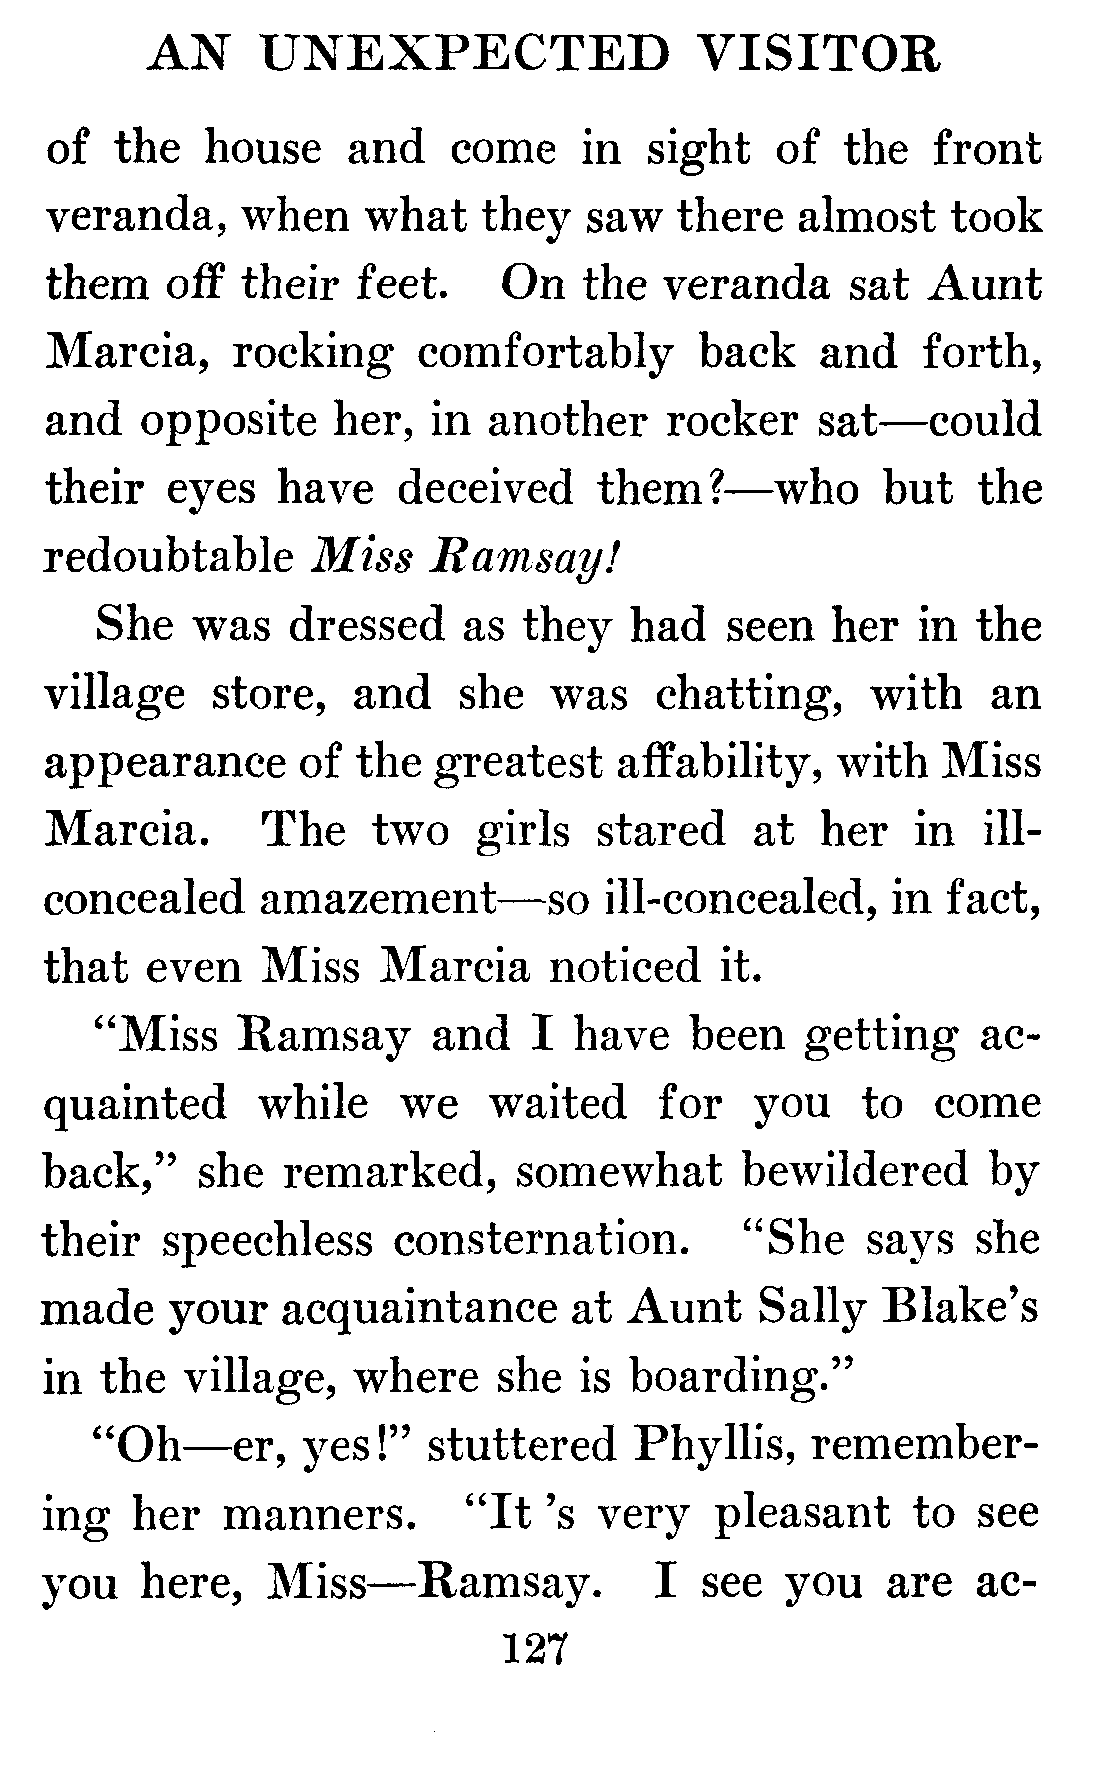 AN UNEXPECTED VISITOR
of the house and come in sight of the front
veranda, when what they saw there almost took
them off their feet. On the veranda sat Aunt
Marcia, rocking comfortably back and forth,
and opposite her, in another rocker sat—could
their eyes have deceived them?—who but the
redoubtable Miss Ramsay!
She was dressed as they had seen her in the
village store, and she was chatting, with an
appearance of the greatest affability, with Miss
Marcia. The two girls stared at her in ill-
concealed amazement—so ill-concealed, in fact,
that even Miss Marcia noticed it.
“Miss Ramsay and I have been getting ac-
quainted while we waited for you to come
back,” she remarked, somewhat bewildered by
their speechless consternation. “She says she
made your acquaintance at Aunt Sally Blake’s
in the village, where she is boarding.”
“Oh—er, yes!” stuttered Phyllis, remember-
ing her manners. “It ’s very pleasant to see
you here, Miss—Ramsay. I see you are ac-
127